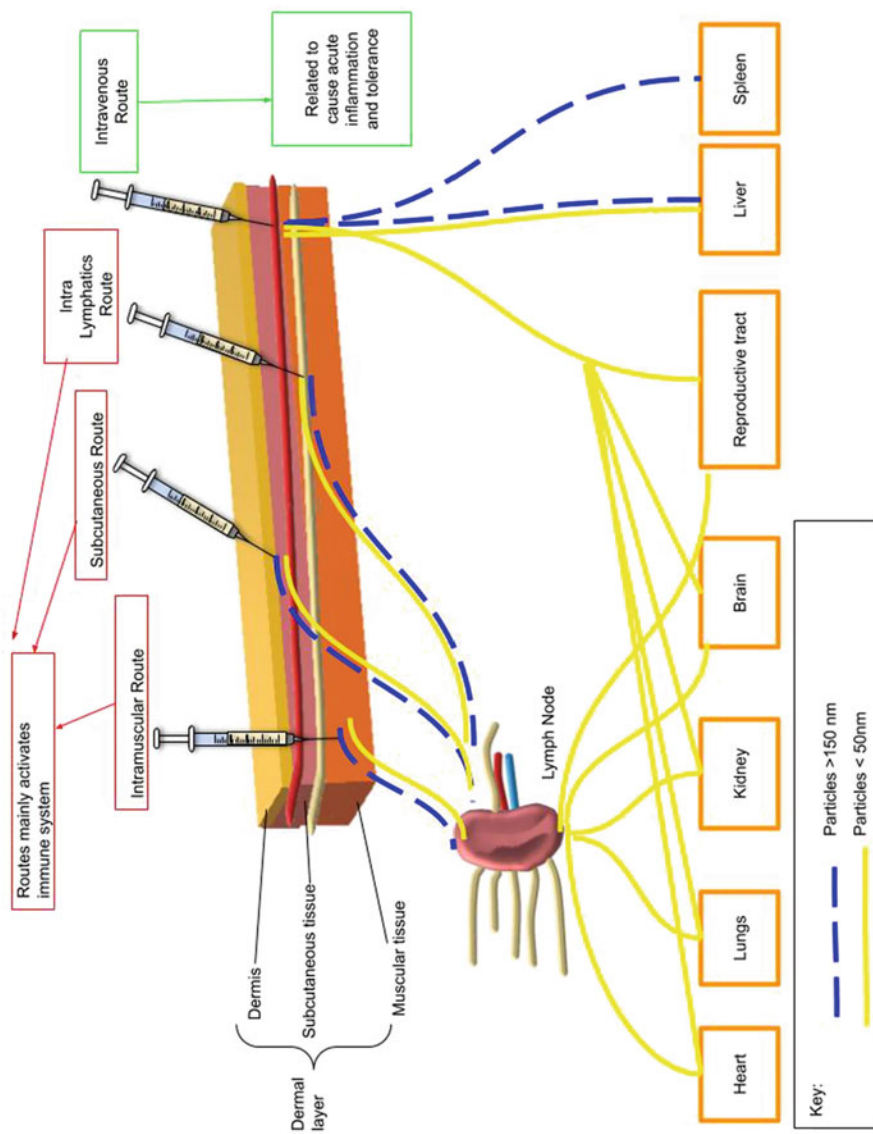 Routes mainly activates
immune system
Subcutaneous Route
Intra
Lymphatics
Route
Intravenous
Route
Intramuscular Route
Related to
cause acute
inflammation
and tolerance
Dermal
layer
Dermis
Subcutaneous tissue
Muscular tissue
Lymph Node
Heart
Lungs
Kidney
Brain
Reproductive tract
Liver
Spleen
Key:
Particles >150 nm
Particles < 50nm